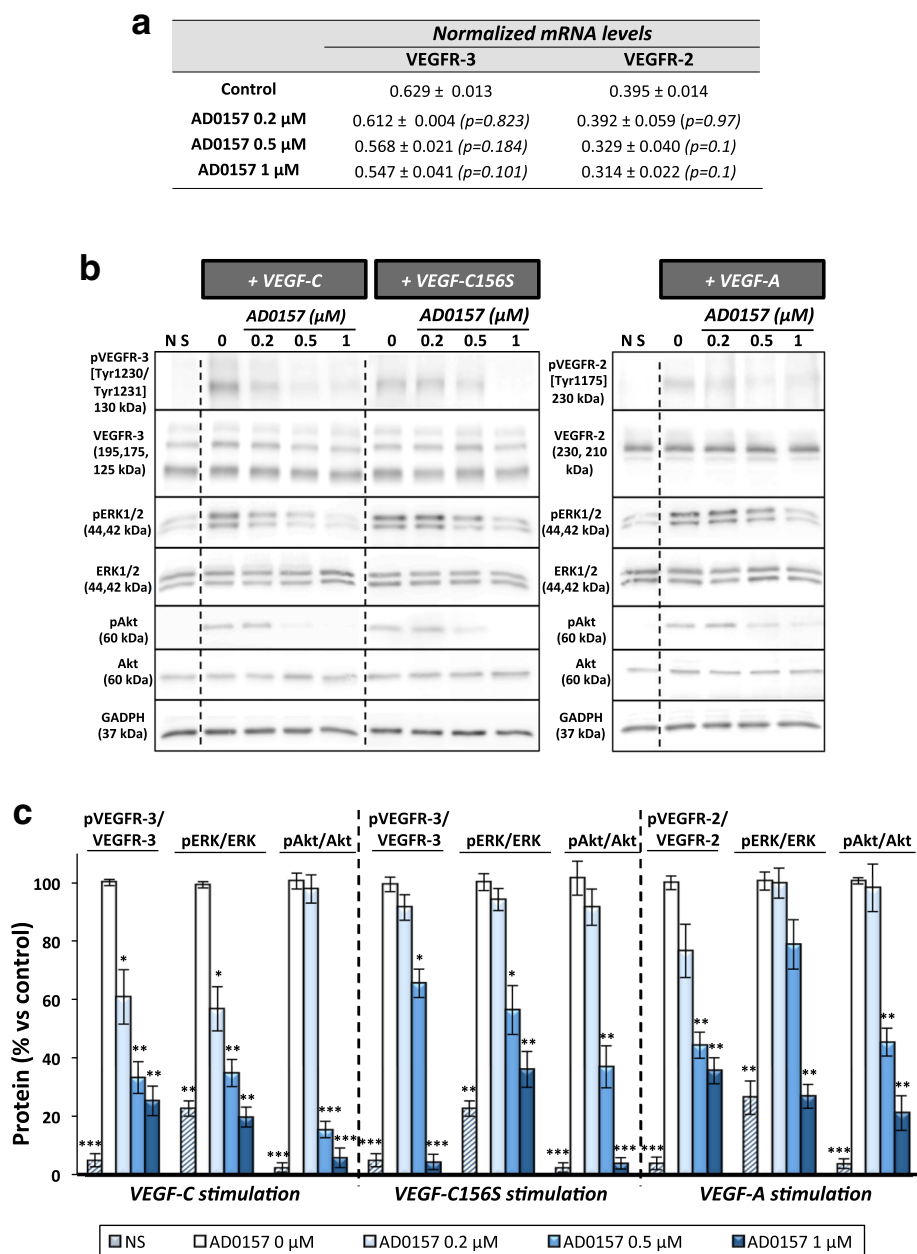 a
Normalized mRNA levels
VEGFR-3 VEGFR-2
Control 0.629 ± 0.013 0.395 ± 0.014
AD0157 0.2 µM 0.612 ± 0.004 (p=0.823) 0.392 ±0.059 (p=0.97)
AD0157 0.5 µM 0.568 ± 0.021 (p=0.184) 0.329 ± 0.040 (p=0.1)
AD0157 1 µM 0.547 ± 0.041 (p=0.101) 0.314 ± 0.022 (p=0.1)
b
+ VEGF-C + VEGF-C156S + VEGF-A
AD0157 (µM) AD0157 (µM) AD0157 (µM)
N S 0 0.2 0.5 1 0 0.2 0.5 1 N S 0 0.2 0.5 1
pVEGFR-3
[Tyr1230/
Tyr1231]
130 kDa)
VEGFR-3
(195,175,
125 kDa)
pERK1/2
(44,42 kDa)
ERK1/2
(44,42 kDa)
pAkt
(60 kDa)
Akt
(60 kDa)
GADPH
(37 kDa)
pVEGFR-2
[Tyr1175]
230 kDa)
VEGFR-2
(230, 210
kDa)
pERK1/2
(44,42 kDa)
ERK1/2
(44,42 kDa)
pAkt
(60 kDa)
Akt
(60 kDa)
GADPH
(37 kDa)
c
pVEGFR-3/
VEGFR-3 pERK/ERK pAkt/Akt
pVEGFR-3/
VEGFR-3 pERK/ERK pAkt/Akt
pVEGFR-2/
VEGFR-2 pERK/ERK pAkt/Akt
Protein (% vs control)
100
80
60
40
20
0
*** * ** ** ** * ** ** *** *** ***
*** * *** ** * ** *** ** ***
*** ** ** ** ** *** ** **
VEGF-C stimulation VEGF-C156S stimulation VEGF-A stimulation
NS AD0157 0 µM AD0157 0.2 µM AD0157 0.5 µM AD0157 1 µM